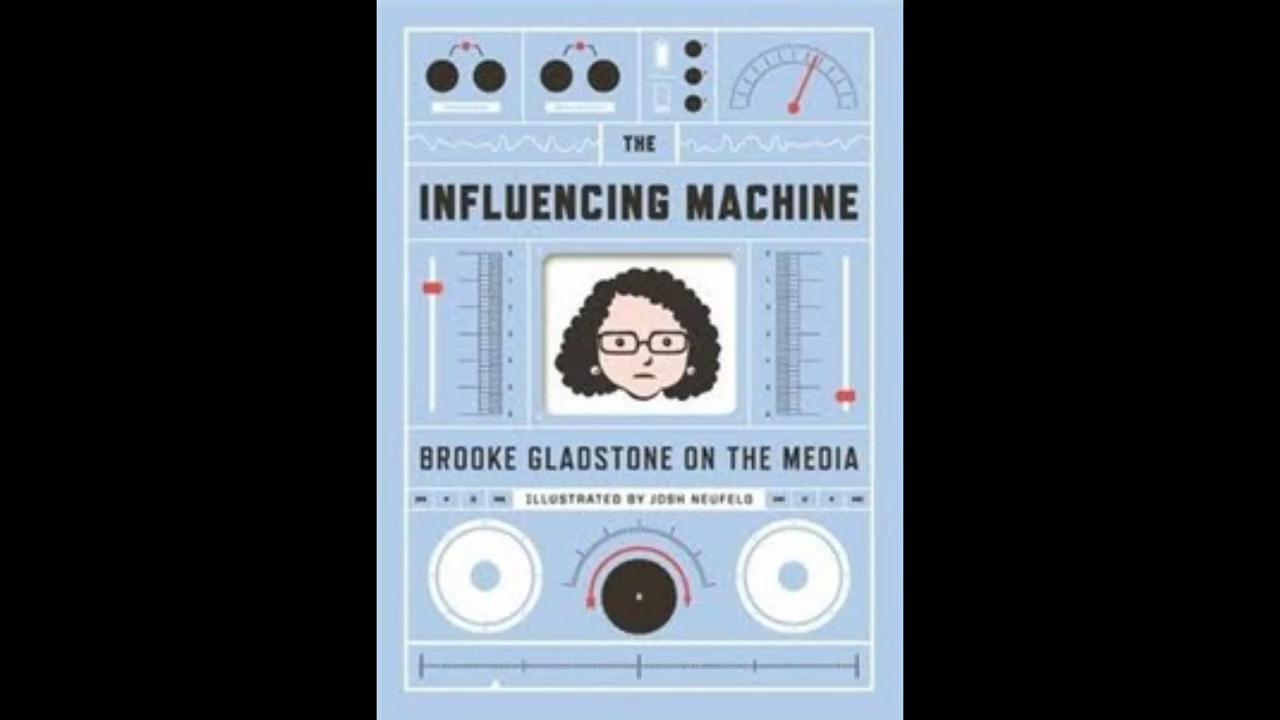 THE
INFLUENCING MACHINE
BROOKE GLADSTONE ON THE MEDIA
ILLUSTRATED BY JOSH NEUFELD